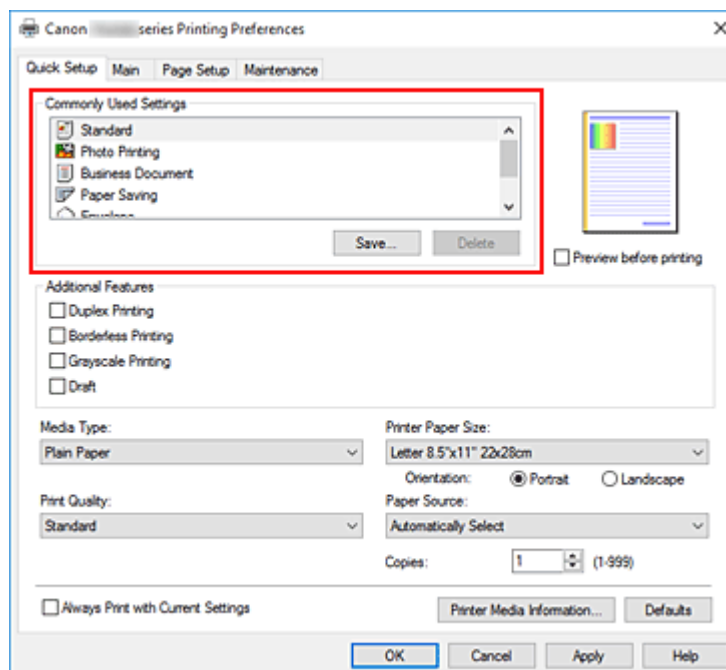 Canon series Printing Preferences
Quick Setup Main Page Setup Maintenance
Commonly Used Settings
Standard
Photo Printing
Business Document
Paper Saving
Envelope
Save... Delete
Preview before printing
Additional Features
Duplex Printing
Borderless Printing
Grayscale Printing
Draft
Media Type:
Plain Paper
Printer Paper Size:
Letter 8.5"x11" 22x28cm
Orientation: Portrait Landscape
Print Quality:
Standard
Paper Source:
Automatically Select
Copies: 1 (1-999)
Always Print with Current Settings
Printer Media Information... Defaults
OK Cancel Apply Help